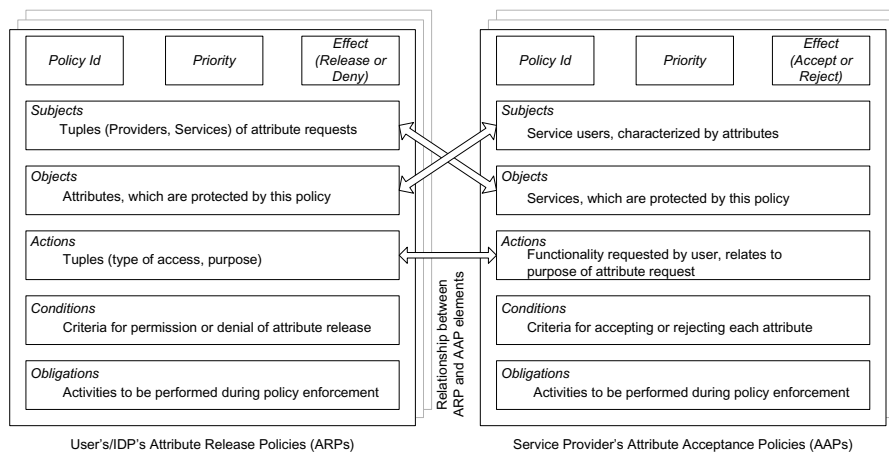 Policy Id
Priority
Effect
(Release or
Deny)
Subjects
Tuples (Providers, Services) of attribute requests
Objects
Attributes, which are protected by this policy
Actions
Tuples (type of access, purpose)
Conditions
Criteria for permission or denial of attribute release
Obligations
Activities to be performed during policy enforcement
User's/IDP's Attribute Release Policies (ARPs)
Relationship between
ARP and AAP elements
Policy Id
Priority
Effect
(Accept or
Reject)
Subjects
Service users, characterized by attributes
Objects
Services, which are protected by this policy
Actions
Functionality requested by user, relates to
purpose of attribute request
Conditions
Criteria for accepting or rejecting each attribute
Obligations
Activities to be performed during policy enforcement
Service Provider's Attribute Acceptance Policies (AAPs)